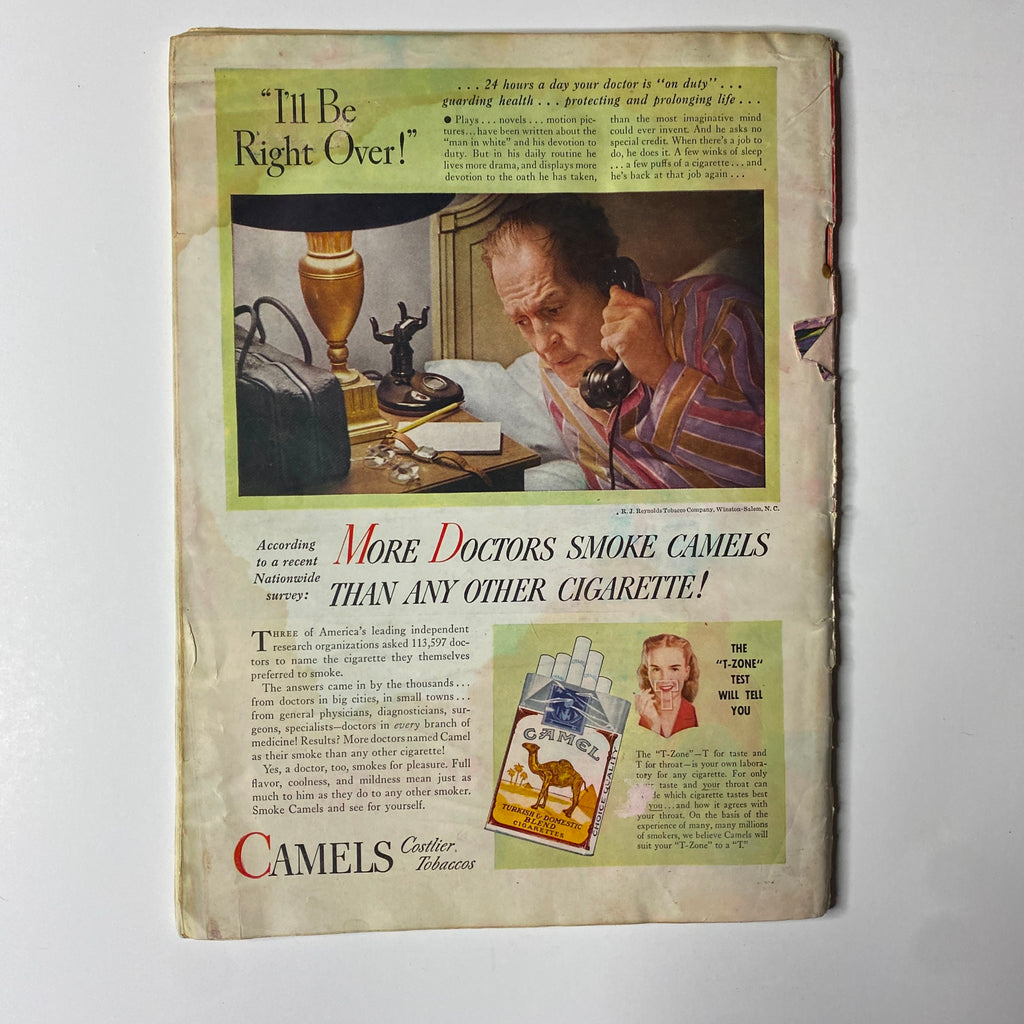 "I'll Be
Right Over!"
. . . 24 hours a day your doctor is "on duty" . . .
guarding health . . . protecting and prolonging life . . .
● Plays . . . novels . . . motion pic-
tures . . . have been written about the
"man in white" and his devotion to
duty. But in his daily routine he
lives more drama, and displays more
devotion to the oath he has taken,
than the most imaginative mind
could ever invent. And he asks no
special credit. When there's a job to
do, he does it. A few winks of sleep
. . . a few puffs of a cigarette . . . and
he's back at that job again . . .
R. J. Reynolds Tobacco Company, Winston-Salem, N. C.
According
to a recent
Nationwide
survey:
MORE DOCTORS SMOKE CAMELS
THAN ANY OTHER CIGARETTE!
THREE of America's leading independent
research organizations asked 113,597 doc-
tors to name the cigarette they themselves
preferred to smoke.
The answers came in by the thousands . . .
from doctors in big cities, in small towns . . .
from general physicians, diagnosticians, sur-
geons, specialists—doctors in every branch of
medicine! Results? More doctors named Camel
as their smoke than any other cigarette!
Yes, a doctor, too, smokes for pleasure. Full
flavor, coolness, and mildness mean just as
much to him as they do to any other smoker.
Smoke Camels and see for yourself.
CAMELS Costlier
Tobaccos
CAMEL
TURKISH & DOMESTIC
BLEND
CIGARETTES
CHOICE QUALITY
T
THE
"T-ZONE"
TEST
WILL TELL
YOU
The "T-Zone"—T for taste and
T for throat—is your own labora-
tory for any cigarette. For only
taste and your throat can
which cigarette tastes best
you . . . and how it agrees with
your throat. On the basis of the
experience of many, many millions
of smokers, we believe Camels will
suit your "T-Zone" to a "T."